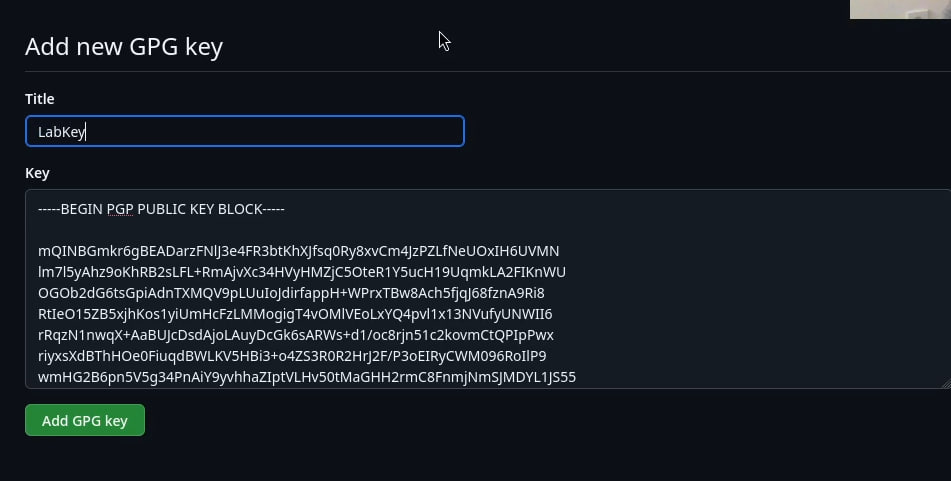 Add new GPG key
Title
LabKey
Key
-----BEGIN PGP PUBLIC KEY BLOCK-----
mQINBGmkr6gBEADarzFNlJ3e4FR3btKhXJfsq0Ry8xvCm4JzPZLfNeUOxIH6UVMN
lm7l5yAhz9oKhRB2sLFL+RmAjvXc34HVyHMZjC5OteR1Y5ucH19UqmkLA2FIKnWU
OGOb2dG6tsGpiAdnTXMQV9pLUuIoJdirfappH+WPrxTBw8Ach5fjqJ68fznA9Ri8
RtIeO15ZB5xjhKos1yiUmHcFzLMMogigT4vOMlVEoLxYQ4pvl1x13NVufyUNWII6
rRqzN1nwqX+AaBUJcDsdAjoLAuyDcGk6sARWs+d1/oc8rjn51c2kovmCtQPIpPwx
riyxsXdBThHOe0FiuqdBWLKV5HBi3+o4ZS3R0R2HrJ2F/P3oEIRyCWM096RoIlP9
wmHG2B6pn5V5g34PnAiY9yvhhaZIptVLHv50tMaGHH2rmC8FnmjNmSJMDYL1JS55
Add GPG key